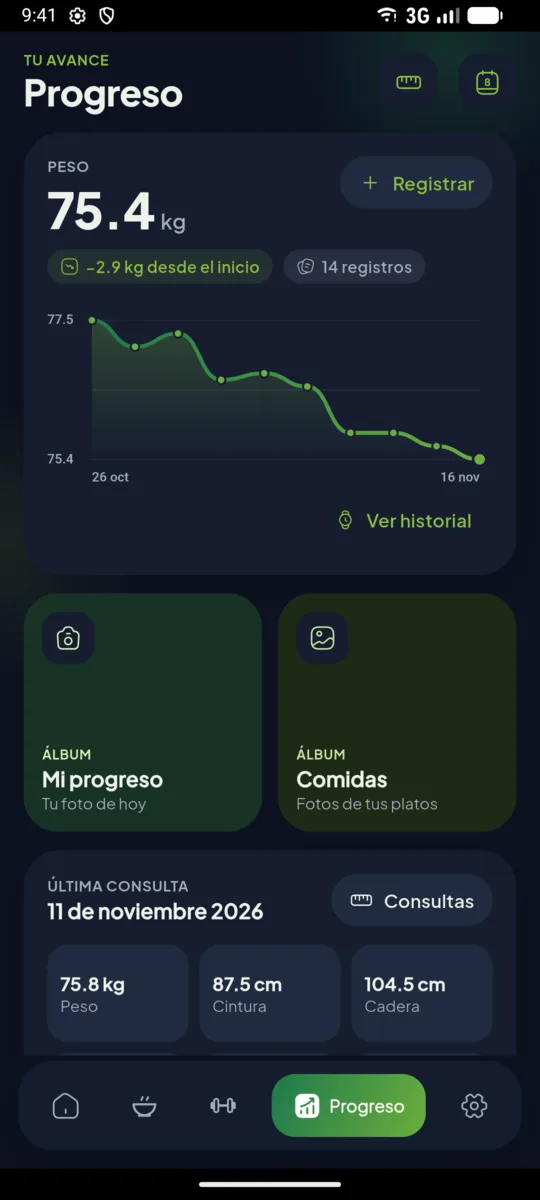 9:41
3G
TU AVANCE
Progreso
8
PESO
75.4 kg
+ Registrar
-2.9 kg desde el inicio
14 registros
77.5
75.4
26 oct
16 nov
Ver historial
ÁLBUM
Mi progreso
Tu foto de hoy
ÁLBUM
Comidas
Fotos de tus platos
ÚLTIMA CONSULTA
11 de noviembre 2026
Consultas
75.8 kg
Peso
87.5 cm
Cintura
104.5 cm
Cadera
Progreso